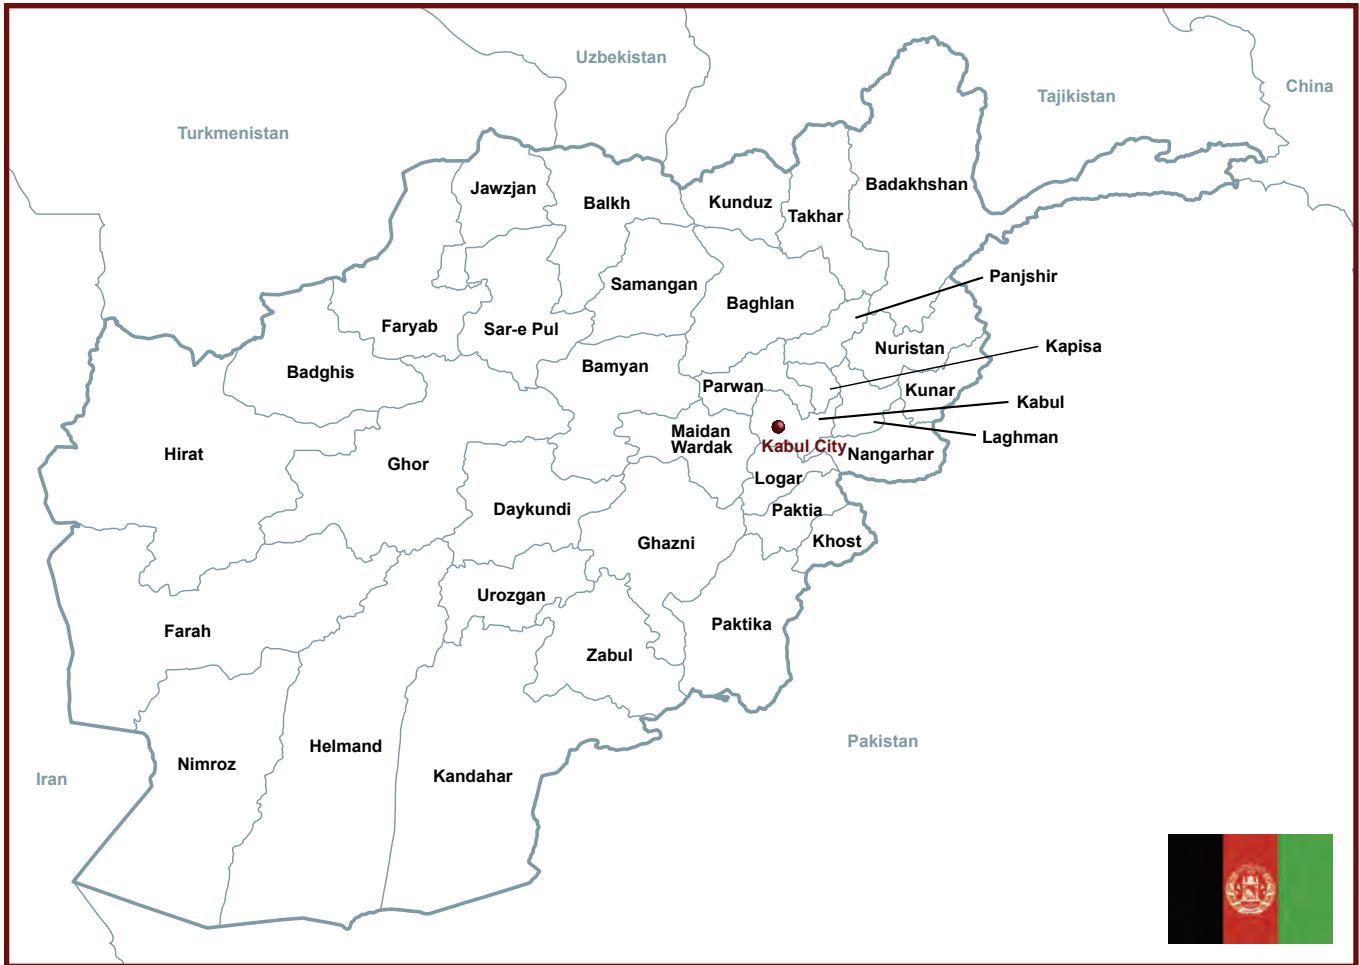 Uzbekistan
China
Tajikistan
Turkmenistan
Jawzjan
Balkh
Kunduz
Takhar
Badakhshan
Panjshir
Samangan
Baghlan
Faryab
Sar-e Pul
Nuristan
Kapisa
Badghis
Bamyan
Parwan
Kunar
Kabul
Maidan
Wardak
Laghman
Kabul City
Nangarhar
Hirat
Ghor
Logar
Daykundi
Paktia
Ghazni
Khost
Urozgan
Farah
Paktika
Zabul
Helmand
Pakistan
Nimroz
Kandahar
Iran